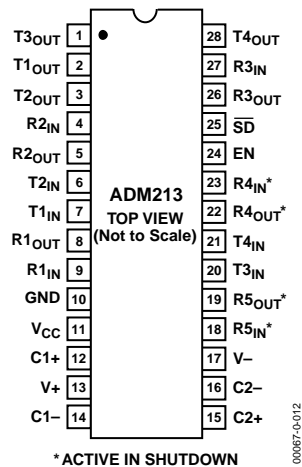 T3OUT 1 28 T4OUT
T1OUT 2 27 R3IN
T2OUT 3 26 R3OUT
R2IN 4 25 S̅D̅
R2OUT 5 24 EN
T2IN 6 23 R4IN*
T1IN 7 22 R4OUT*
R1OUT 8 21 T4IN
R1IN 9 20 T3IN
GND 10 19 R5OUT*
VCC 11 18 R5IN*
C1+ 12 17 V–
V+ 13 16 C2–
C1– 14 15 C2+
ADM213
TOP VIEW
(Not to Scale)
*ACTIVE IN SHUTDOWN
00067-0-012